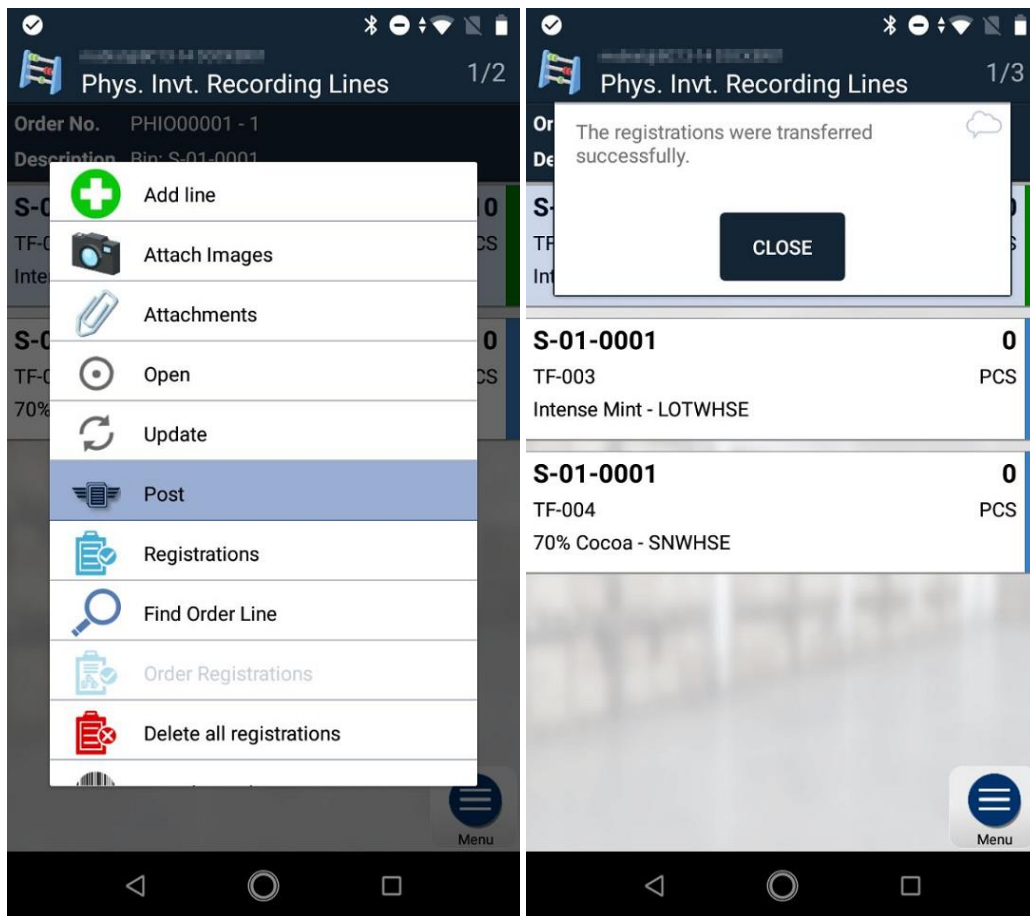 Phys. Invt. Recording Lines
1/2
Order No. PHIO00001 - 1
Description Bin: S-01-0001
S-0
10
TF-0
PCS
Inte
Add line
Attach Images
Attachments
Open
Update
Post
Registrations
Find Order Line
Order Registrations
Delete all registrations
S-0
0
TF-0
CS
70%
Menu
Phys. Invt. Recording Lines
1/3
Or
De
The registrations were transferred
successfully.
CLOSE
S-
TF
Int
S-01-0001 0
TF-003 PCS
Intense Mint - LOTWHSE
S-01-0001 0
TF-004 PCS
70% Cocoa - SNWHSE
Menu